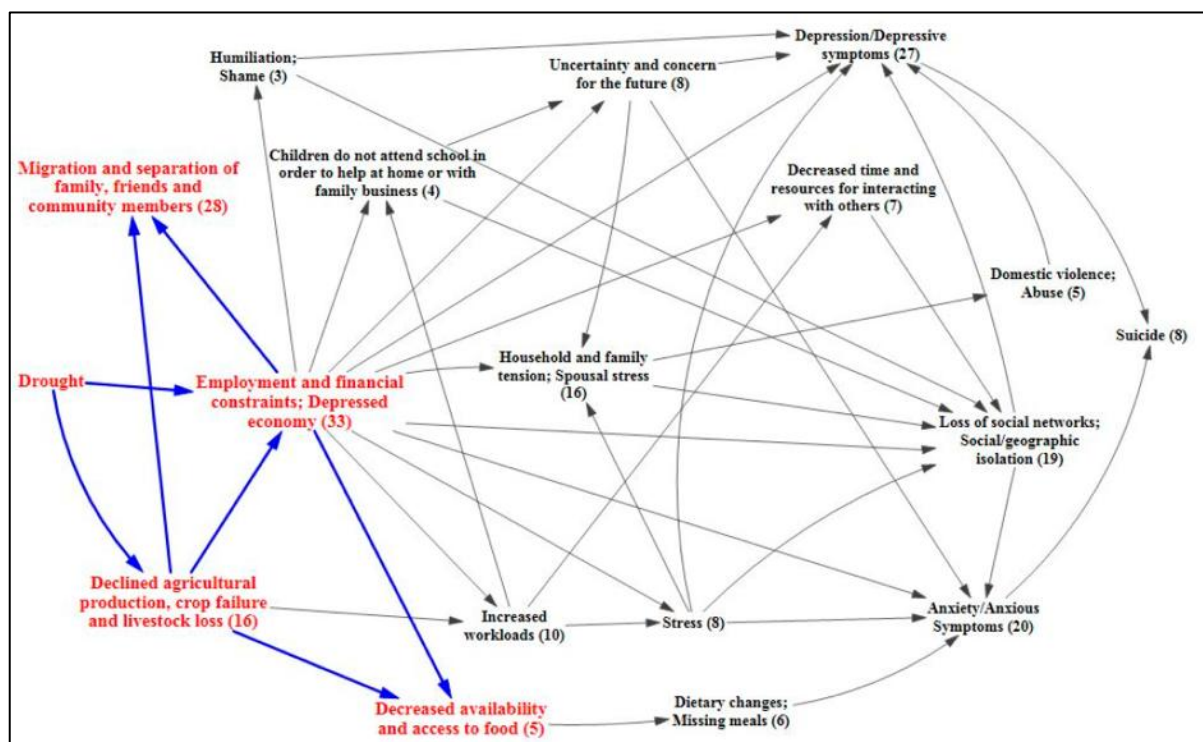 Humiliation;
Shame (3)
Depression/Depressive
symptoms (27)
Uncertainty and concern
for the future (8)
Children do not attend school in
order to help at home or with
family business (4)
Migration and separation of
family, friends and
community members (28)
Decreased time and
resources for interacting
with others (7)
Domestic violence;
Abuse (5)
Suicide (8)
Drought
Employment and financial
constraints; Depressed
economy (33)
Household and family
tension; Spousal stress
(16)
Loss of social networks;
Social/geographic
isolation (19)
Declined agricultural
production, crop failure
and livestock loss (16)
Increased
workloads (10)
Stress (8)
Anxiety/Anxious
Symptoms (20)
Decreased availability
and access to food (5)
Dietary changes;
Missing meals (6)